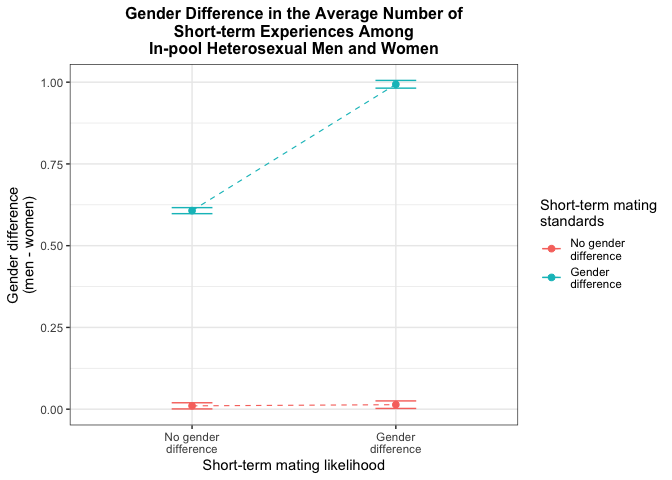 Gender Difference in the Average Number of
Short-term Experiences Among
In-pool Heterosexual Men and Women
Gender difference
(men - women)
1.00
0.75
0.50
0.25
0.00
No gender
difference
Gender
difference
Short-term mating likelihood
Short-term mating
standards
No gender
difference
Gender
difference